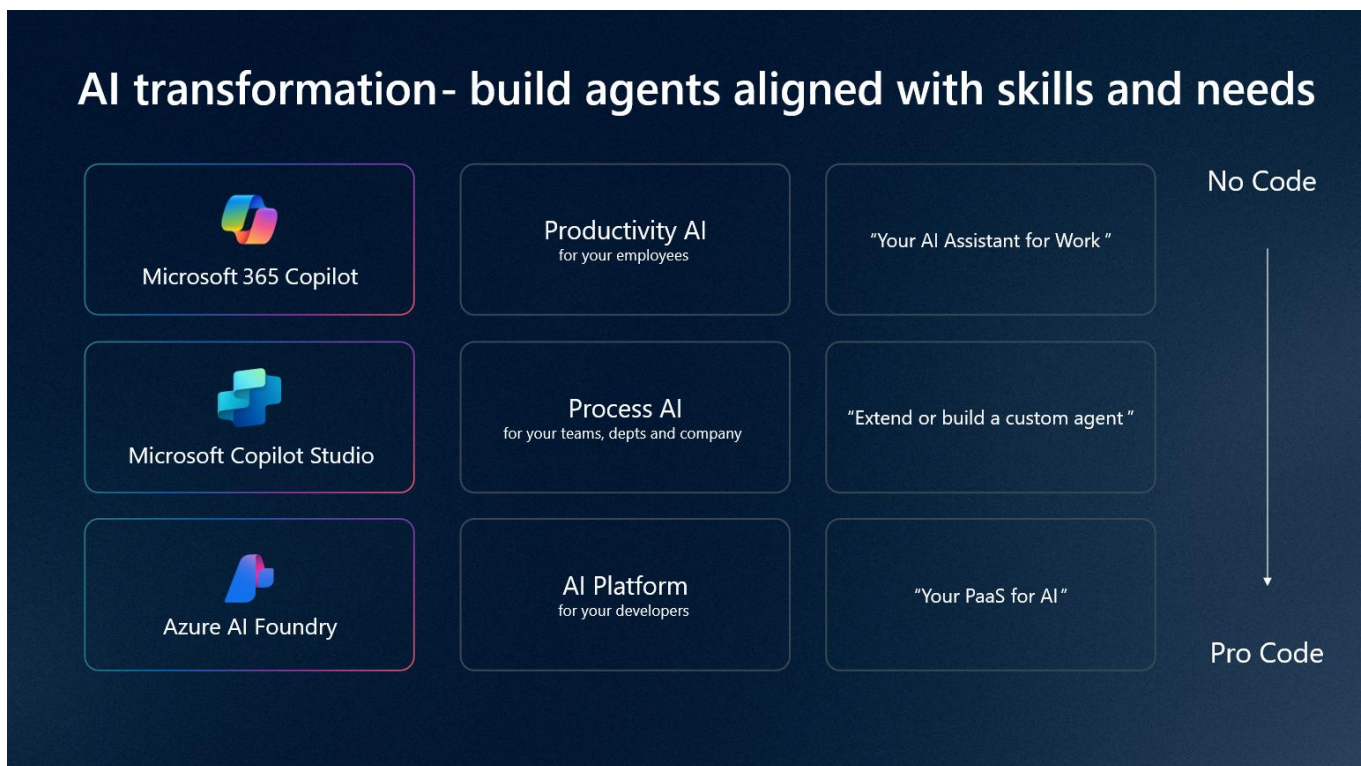 AI transformation- build agents aligned with skills and needs
No Code
Microsoft 365 Copilot
Productivity AI
for your employees
“Your AI Assistant for Work”
Microsoft Copilot Studio
Process AI
for your teams, depts and company
“Extend or build a custom agent”
Azure AI Foundry
AI Platform
for your developers
“Your PaaS for AI“
Pro Code